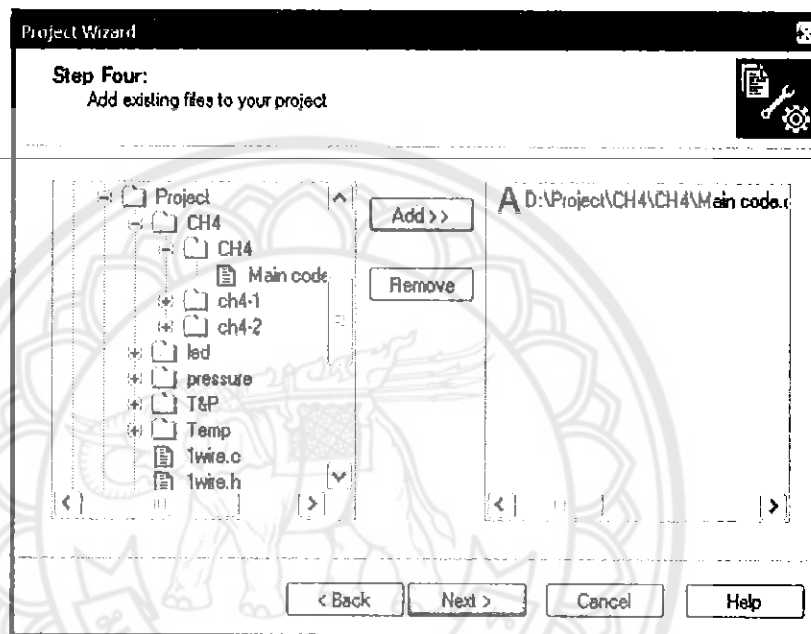 Project Wizard
Step Four:
Add existing files to your project
Project
CH4
CH4
Main code
ch4-1
ch4-2
led
pressure
T&P
Temp
1wire.c
1wire.h
Add >>
Remove
A D:\Project\CH4\CH4\Main code.c
< Back
Next >
Cancel
Help